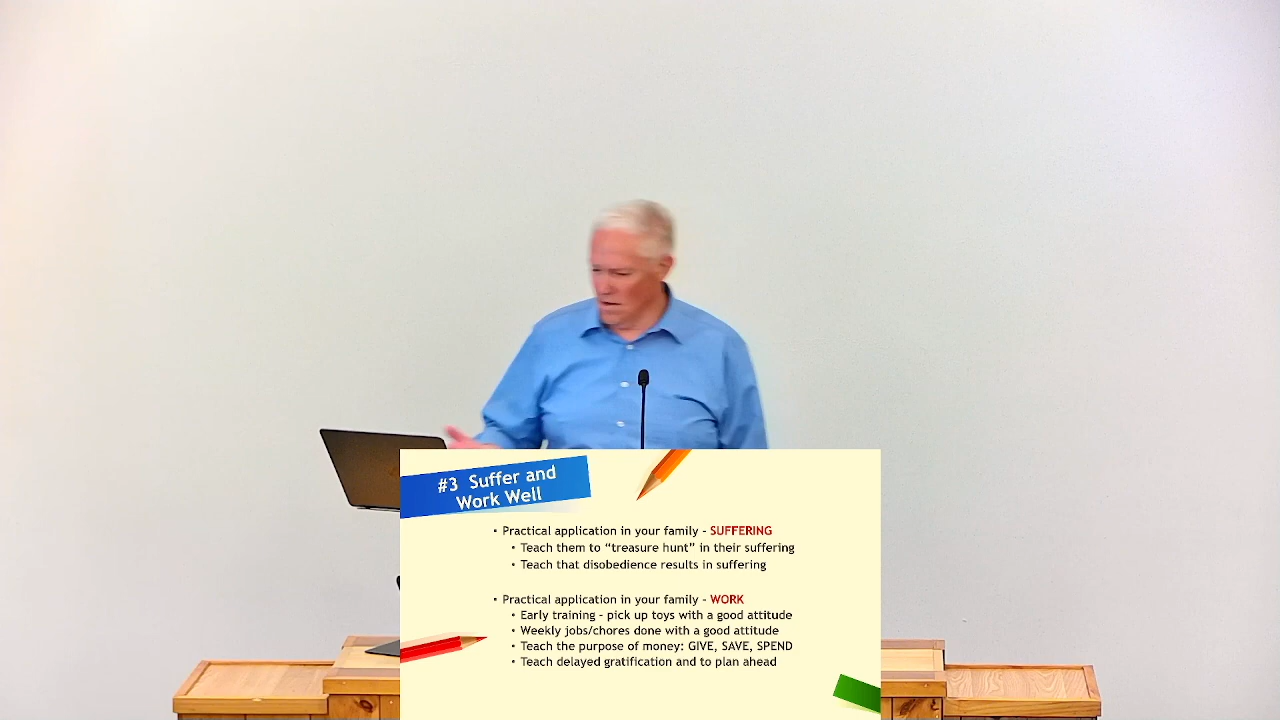 #3 Suffer and
Work Well
• Practical application in your family – SUFFERING
• Teach them to “treasure hunt” in their suffering
• Teach that disobedience results in suffering
• Practical application in your family – WORK
• Early training – pick up toys with a good attitude
• Weekly jobs/chores done with a good attitude
• Teach the purpose of money: GIVE, SAVE, SPEND
• Teach delayed gratification and to plan ahead